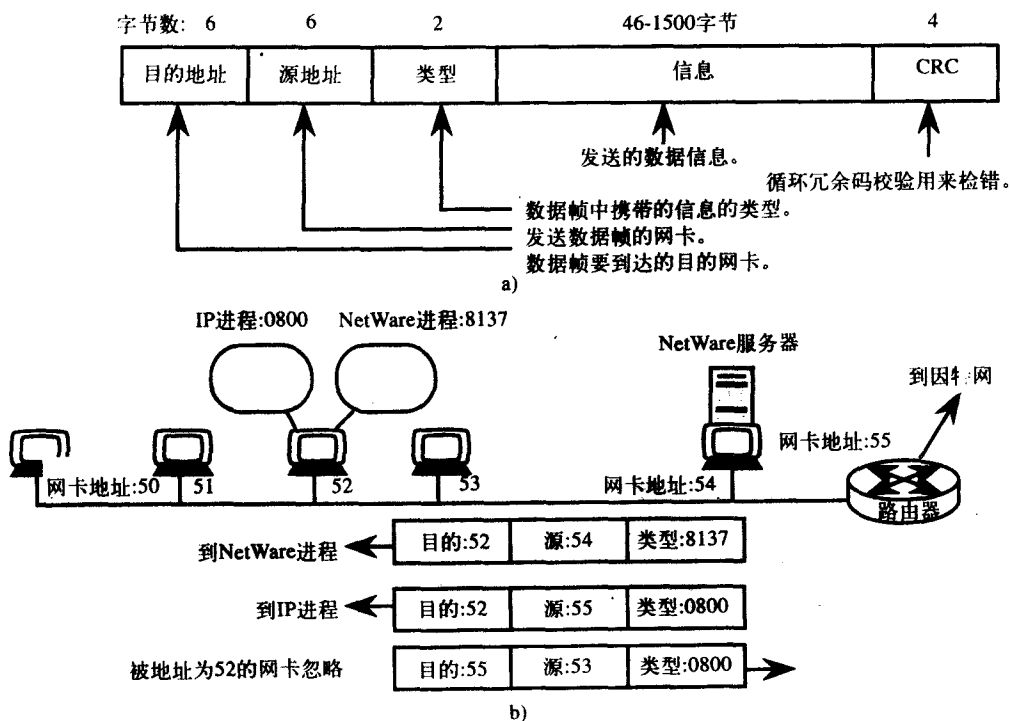 字节数: 6 6 2 46-1500字节 4
目的地址 源地址 类型 信息 CRC
发送的数据信息。
循环冗余码校验用来检错。
数据帧中携带的信息的类型。
发送数据帧的网卡。
数据帧要到达的目的网卡。
a)
IP进程:0800 NetWare进程:8137
NetWare服务器
到因特网
网卡地址:55
网卡地址:50 51 52 53 网卡地址:54
路由器
到NetWare进程 目的:52 源:54 类型:8137
到IP进程 目的:52 源:55 类型:0800
被地址为52的网卡忽略 目的:55 源:53 类型:0800
b)